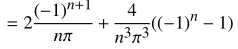 = 2\frac{(-1)^{n+1}}{n\pi} + \frac{4}{n^3\pi^3}((-1)^n - 1)